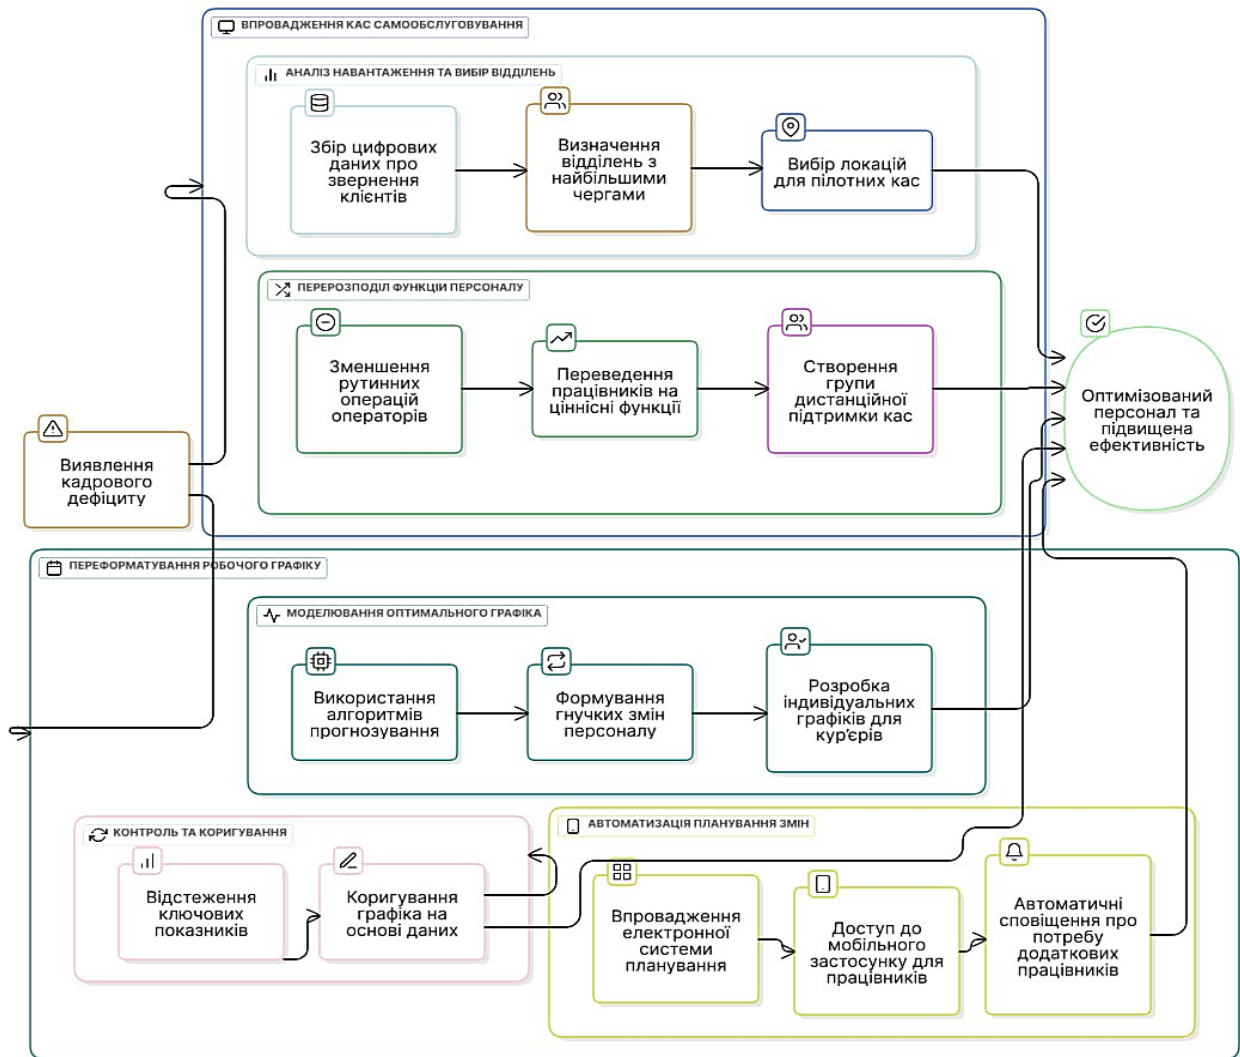 ВПРОВАДЖЕННЯ КАС САМООБСЛУГОВУВАННЯ
АНАЛІЗ НАВАНТАЖЕННЯ ТА ВИБІР ВІДДІЛЕНЬ
Збір цифрових
даних про
звернення
клієнтів
Визначення
відділень з
найбільшими
чергами
Вибір локацій
для пілотних кас
ПЕРЕРОЗПОДІЛ ФУНКЦІЙ ПЕРСОНАЛУ
Зменшення
рутинних
операцій
операторів
Переведення
працівників на
ціннісні функції
Створення
групи
дистанційної
підтримки кас
Оптимізований
персонал та
підвищена
ефективність
Виявлення
кадрового
дефіциту
ПЕРЕФОРМАТУВАННЯ РОБОЧОГО ГРАФІКУ
МОДЕЛЮВАННЯ ОПТИМАЛЬНОГО ГРАФІКА
Використання
алгоритмів
прогнозування
Формування
гнучких змін
персоналу
Розробка
індивідуальних
графіків для
кур'єрів
КОНТРОЛЬ ТА КОРИГУВАННЯ
Відстеження
ключових
показників
Коригування
графіка на
основі даних
АВТОМАТИЗАЦІЯ ПЛАНУВАННЯ ЗМІН
Впровадження
електронної
системи
планування
Доступ до
мобільного
застосунку для
працівників
Автоматичні
сповіщення про
потребу
додаткових
працівників